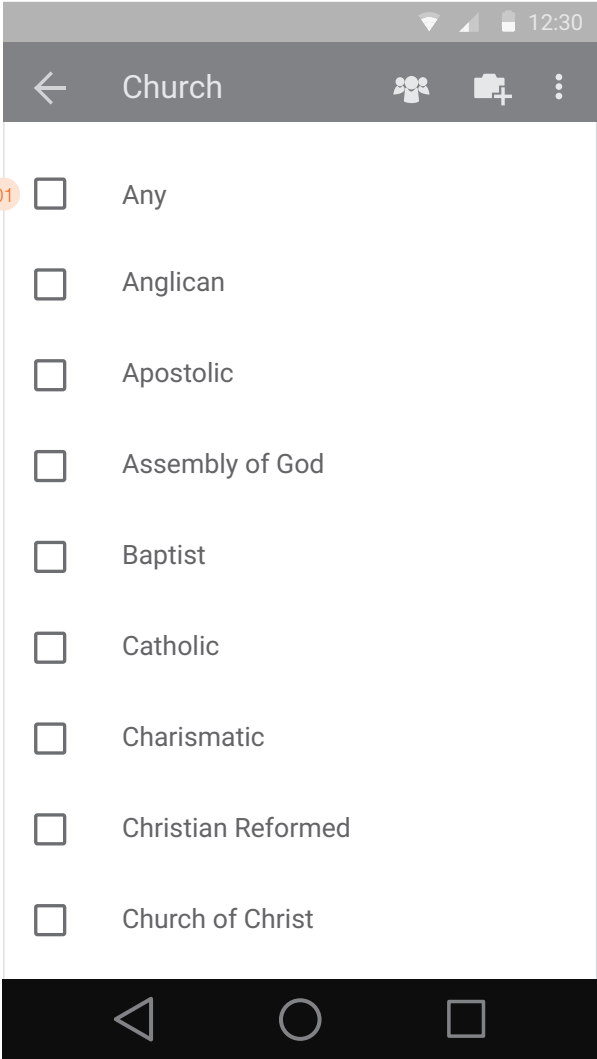 12:30
Church
01
Any
Anglican
Apostolic
Assembly of God
Baptist
Catholic
Charismatic
Christian Reformed
Church of Christ